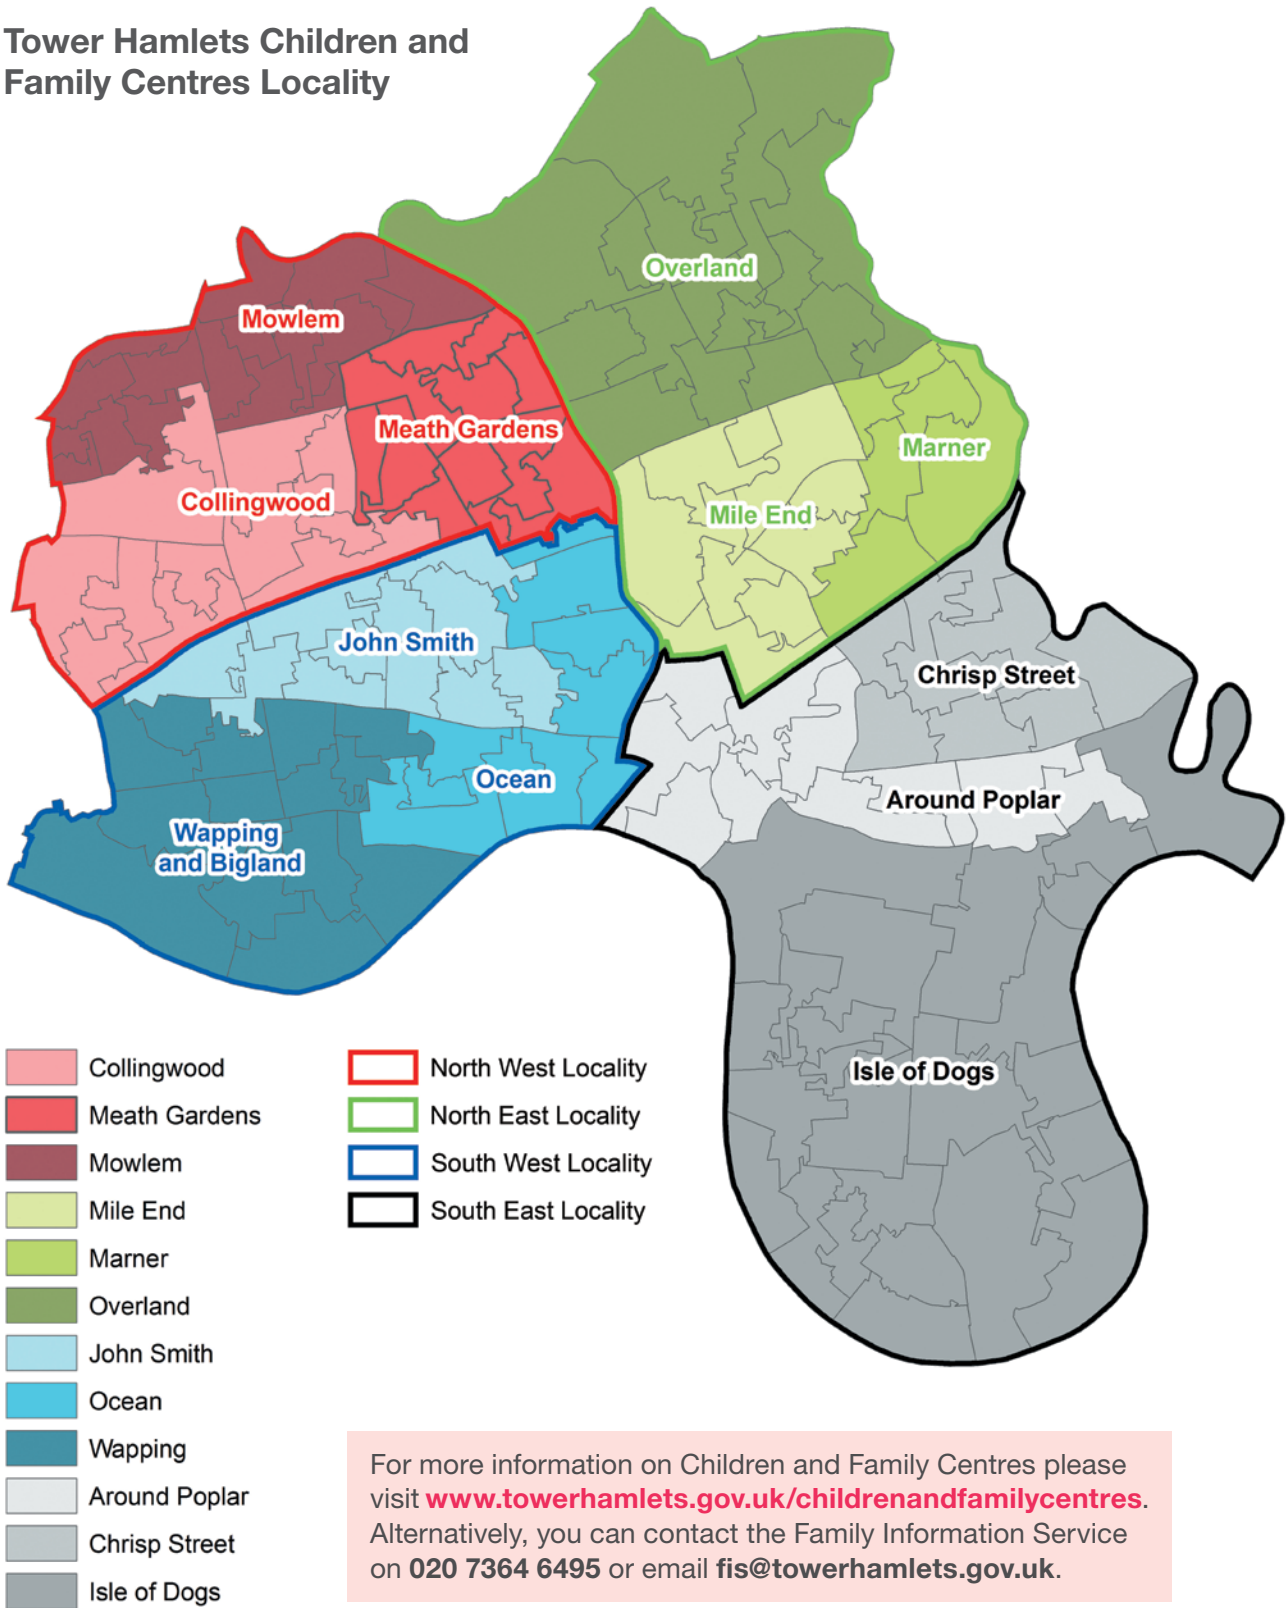 Tower Hamlets Children and
Family Centres Locality
Overland
Mowlem
Meath Gardens
Marner
Collingwood
Mile End
John Smith
Chrisp Street
Ocean
Around Poplar
Wapping
and Bigland
Isle of Dogs
Collingwood
Meath Gardens
Mowlem
Mile End
Marner
Overland
John Smith
Ocean
Wapping
Around Poplar
Chrisp Street
Isle of Dogs
North West Locality
North East Locality
South West Locality
South East Locality
For more information on Children and Family Centres please
visit www.towerhamlets.gov.uk/childrenandfamilycentres.
Alternatively, you can contact the Family Information Service
on 020 7364 6495 or email fis@towerhamlets.gov.uk.